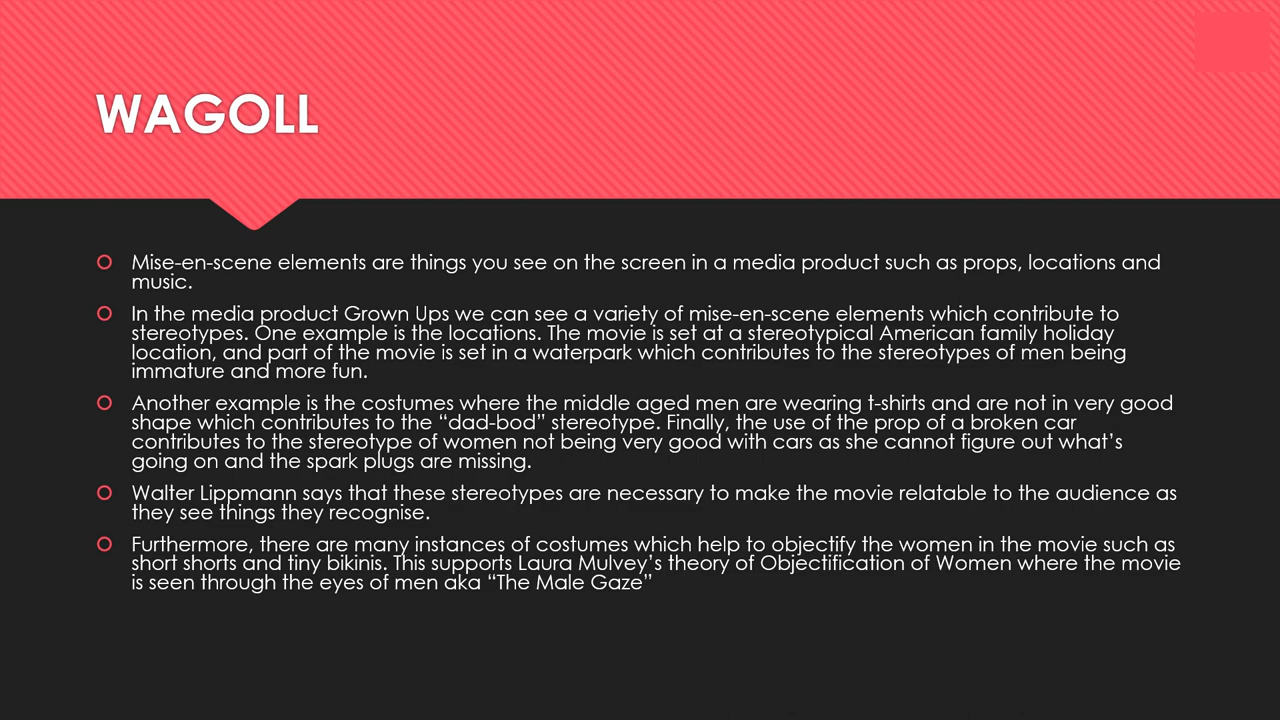 WAGOLL
Mise-en-scene elements are things you see on the screen in a media product such as props, locations and
music.
In the media product Grown Ups we can see a variety of mise-en-scene elements which contribute to
stereotypes. One example is the locations. The movie is set at a stereotypical American family holiday
location, and part of the movie is set in a waterpark which contributes to the stereotypes of men being
immature and more fun.
Another example is the costumes where the middle aged men are wearing t-shirts and are not in very good
shape which contributes to the “dad-bod” stereotype. Finally, the use of the prop of a broken car
contributes to the stereotype of women not being very good with cars as she cannot figure out what’s
going on and the spark plugs are missing.
Walter Lippmann says that these stereotypes are necessary to make the movie relatable to the audience as
they see things they recognise.
Furthermore, there are many instances of costumes which help to objectify the women in the movie such as
short shorts and tiny bikinis. This supports Laura Mulvey’s theory of Objectification of Women where the movie
is seen through the eyes of men aka “The Male Gaze”